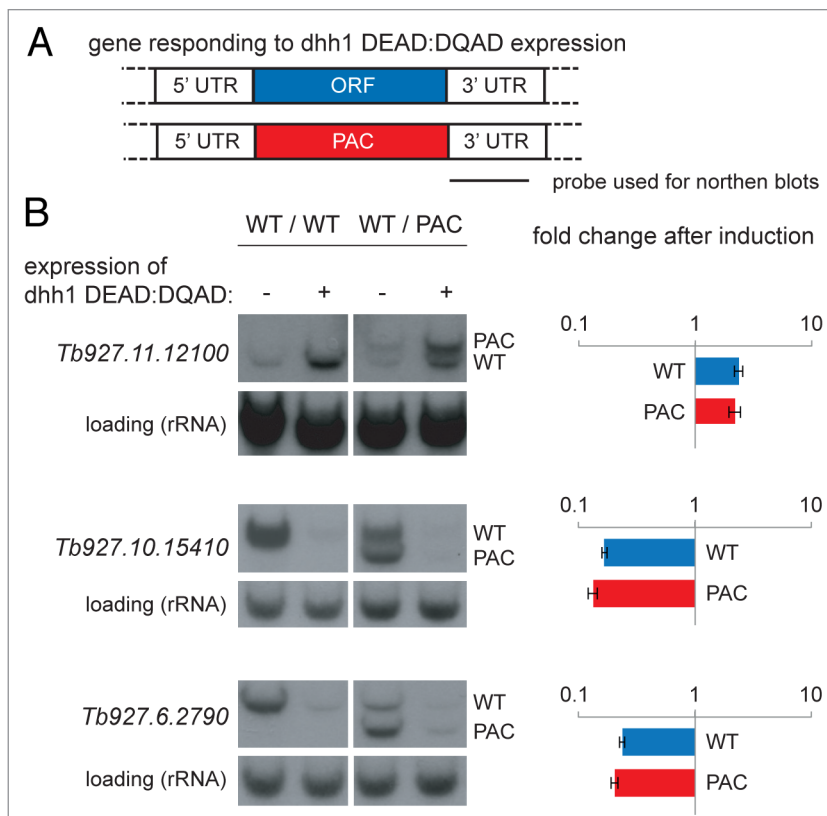 A
gene responding to dhh1 DEAD:DQAD expression
5' UTR ORF 3' UTR
5' UTR PAC 3' UTR
probe used for northen blots
B
WT / WT WT / PAC
fold change after induction
expression of
dhh1 DEAD:DQAD: - + - +
0.1 1 10
Tb927.11.12100
PAC
WT
WT
PAC
loading (rRNA)
0.1 1 10
Tb927.10.15410
WT
PAC
WT
PAC
loading (rRNA)
0.1 1 10
Tb927.6.2790
WT
PAC
WT
PAC
loading (rRNA)